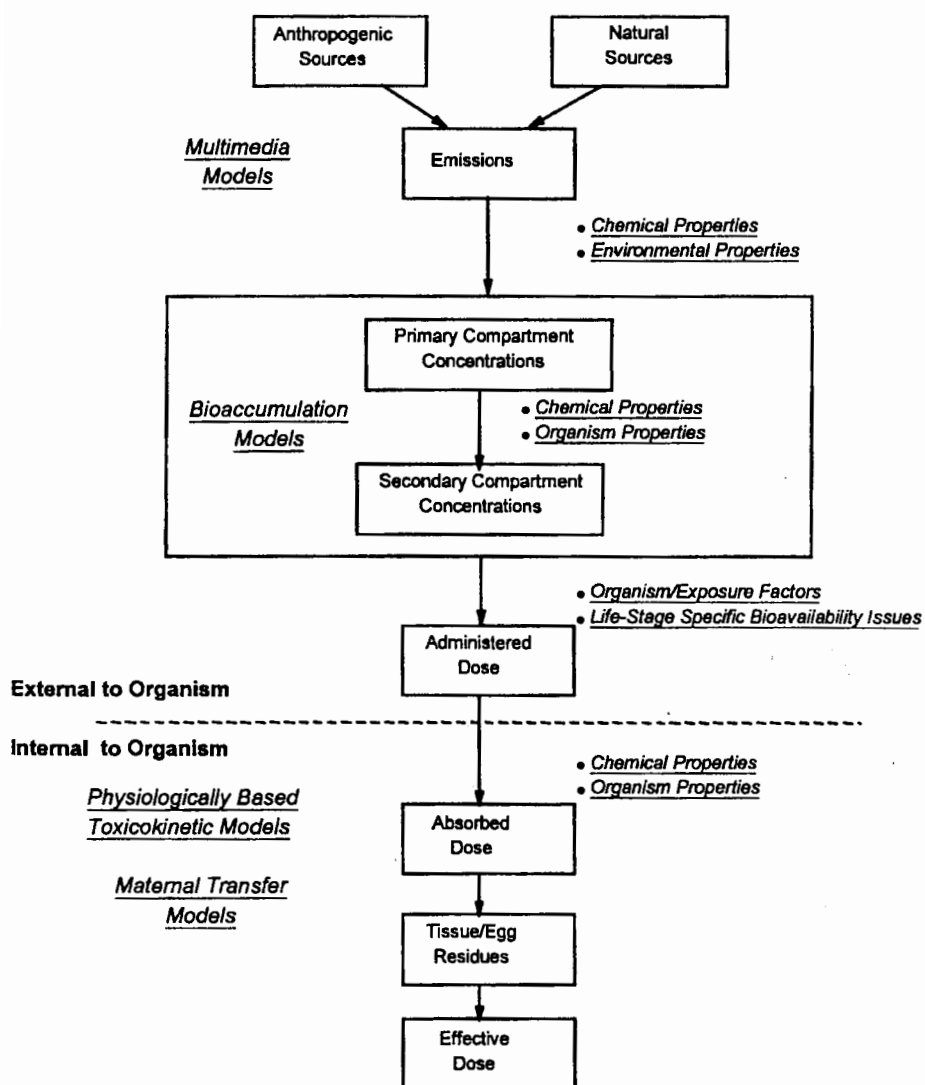 Anthropogenic
Sources
Natural
Sources
Multimedia
Models
Emissions
• Chemical Properties
• Environmental Properties
Primary Compartment
Concentrations
Bioaccumulation
Models
• Chemical Properties
• Organism Properties
Secondary Compartment
Concentrations
• Organism/Exposure Factors
• Life-Stage Specific Bioavailability Issues
Administered
Dose
External to Organism
Internal to Organism
• Chemical Properties
• Organism Properties
Physiologically Based
Toxicokinetic Models
Absorbed
Dose
Maternal Transfer
Models
Tissue/Egg
Residues
Effective
Dose